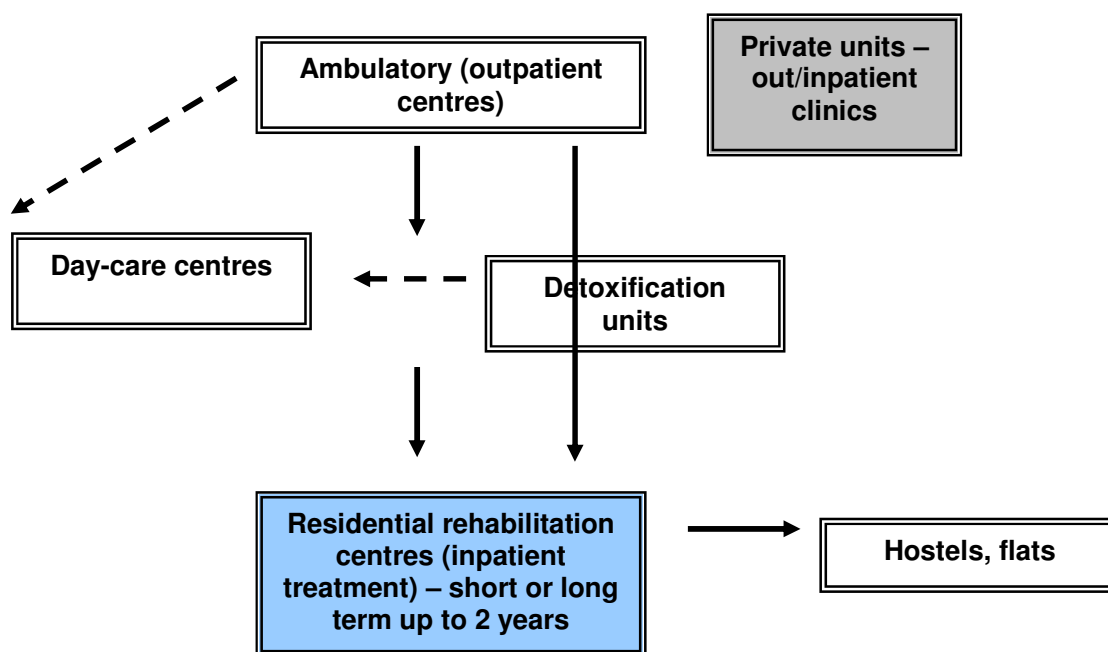 Ambulatory (outpatient
centres)
Private units –
out/inpatient
clinics
Day-care centres
Detoxification
units
Residential rehabilitation
centres (inpatient
treatment) – short or long
term up to 2 years
Hostels, flats